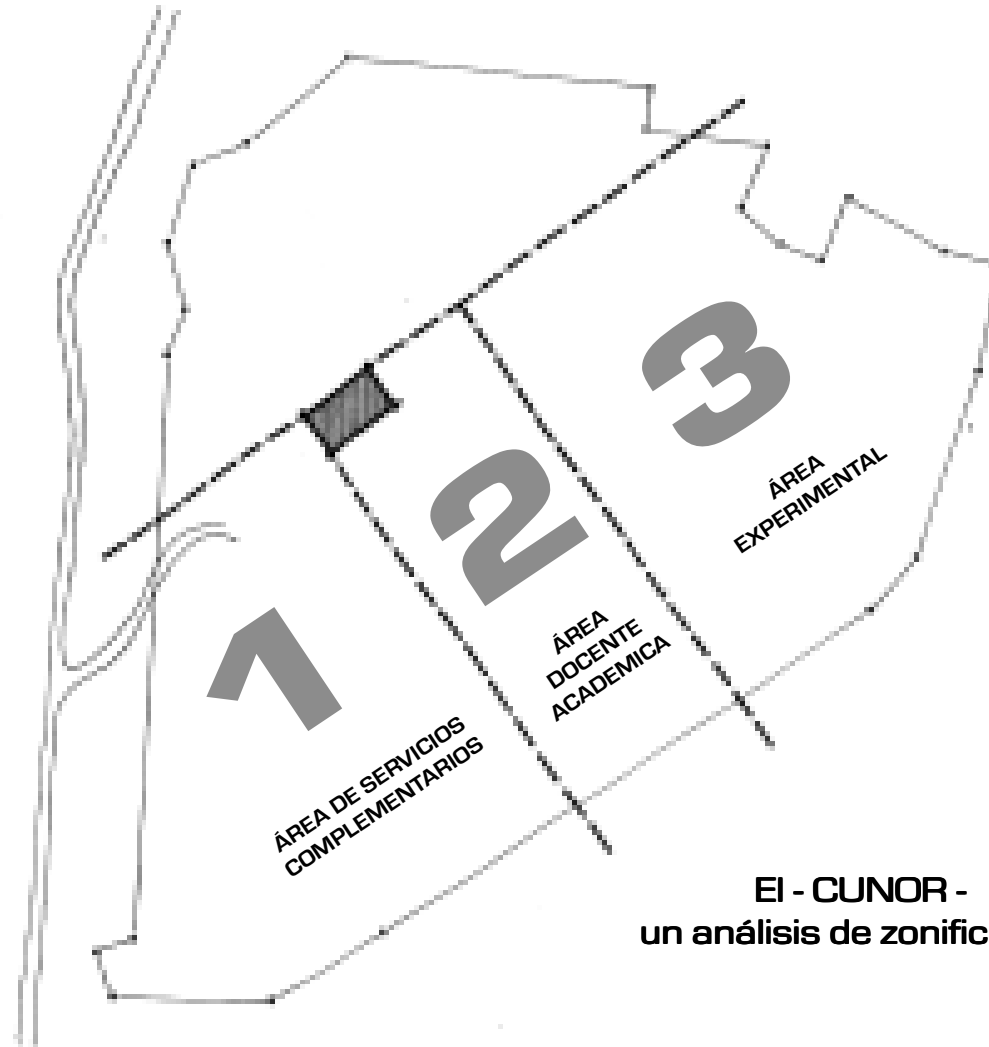 3
ÁREA
EXPERIMENTAL
2
ÁREA
DOCENTE
ACADEMICA
1
ÁREA DE SERVICIOS
COMPLEMENTARIOS
El - CUNOR -
un análisis de zonific